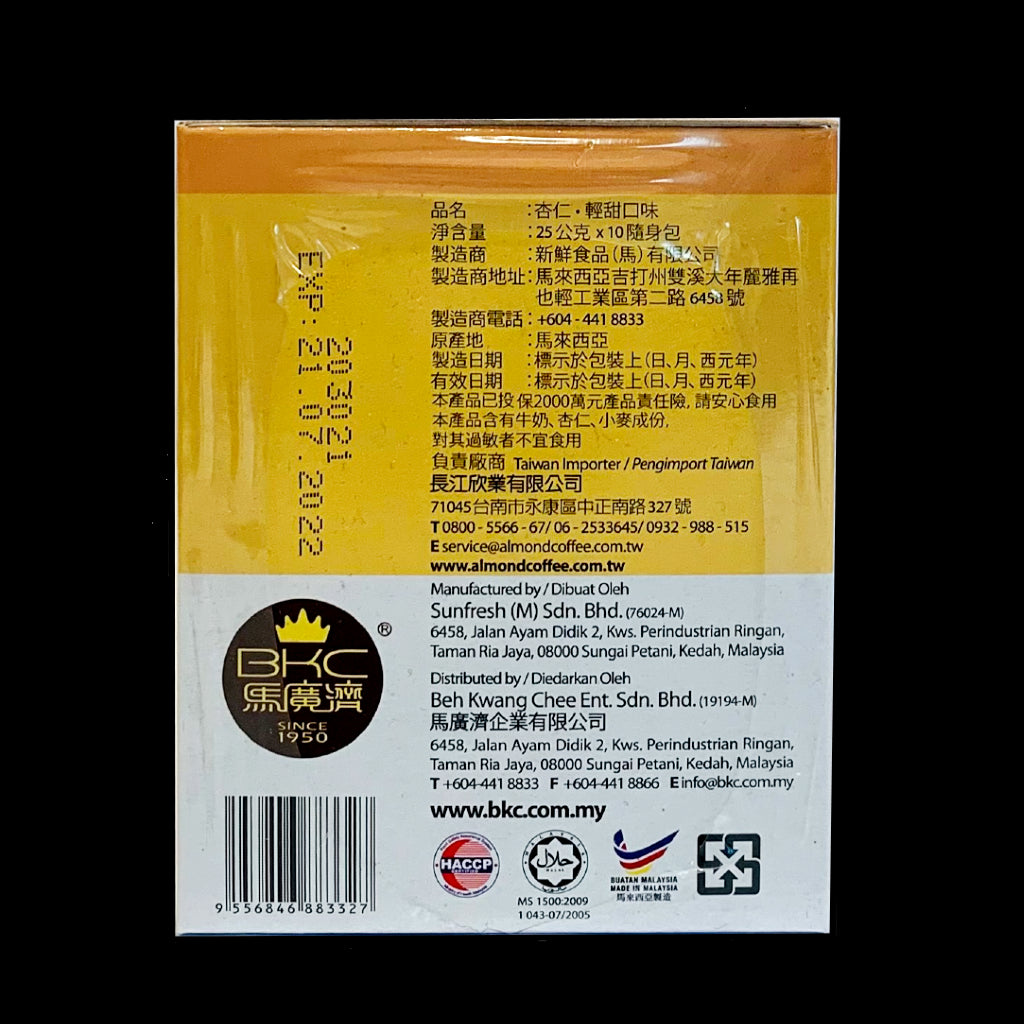 品名 :杏仁・輕甜口味
淨含量 :25公克 x 10隨身包
製造商 :新鮮食品(馬)有限公司
製造商地址:馬來西亞吉打州雙溪大年麗雅再
也輕工業區第二路 6458 號
製造商電話:+604 - 441 8833
原產地 :馬來西亞
製造日期 :標示於包裝上(日、月、西元年)
有效日期 :標示於包裝上(日、月、西元年)
本產品已投保2000萬元產品責任險, 請安心食用
本產品含有牛奶、杏仁、小麥成份,
對其過敏者不宜食用
負責廠商 Taiwan Importer / Pengimport Taiwan
長江欣業有限公司
71045台南市永康區中正南路327號
T 0800 - 5566 - 67/ 06 - 2533645/ 0932 - 988 - 515
E service@almondcoffee.com.tw
www.almondcoffee.com.tw
EXP: 21.07.2022
203021
Manufactured by / Dibuat Oleh
Sunfresh (M) Sdn. Bhd. (76024-M)
6458, Jalan Ayam Didik 2, Kws. Perindustrian Ringan,
Taman Ria Jaya, 08000 Sungai Petani, Kedah, Malaysia
Distributed by / Diedarkan Oleh
Beh Kwang Chee Ent. Sdn. Bhd. (19194-M)
馬廣濟企業有限公司
6458, Jalan Ayam Didik 2, Kws. Perindustrian Ringan,
Taman Ria Jaya, 08000 Sungai Petani, Kedah, Malaysia
T +604-441 8833 F +604-441 8866 E info@bkc.com.my
www.bkc.com.my
BKC ®
馬廣濟
SINCE
1950
9 556846 883327
HACCP
MALAYSIA
حلال
HALAL
MS 1500:2009
1 043-07/2005
BUATAN MALAYSIA
MADE IN MALAYSIA
馬來西亞製造